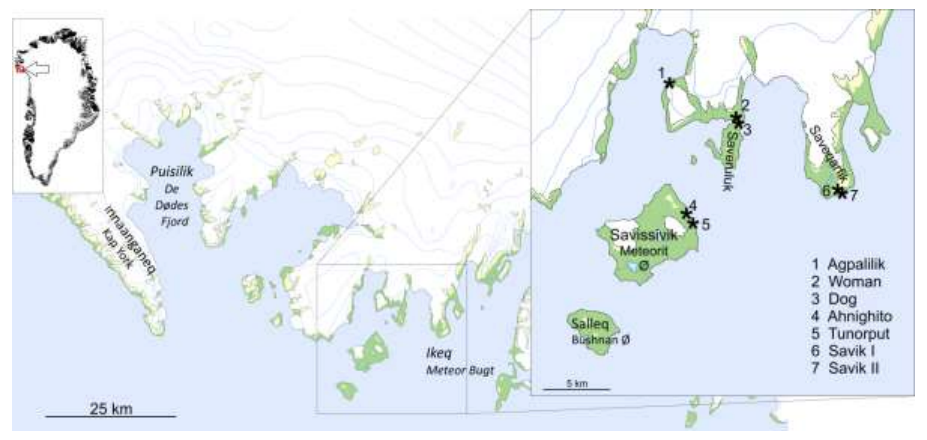 Puisilik
De
Dødes
Fjord
Innaanganeq
Kap York
25 km
Ikeq
Meteor Bugt
1
2
3
Savenuluk
Saveqarfik
6
7
4
5
Savissivik
Meteorit
Ø
Salleq
Bushnan Ø
5 km
1 Agpalilik
2 Woman
3 Dog
4 Ahnighito
5 Tunorput
6 Savik I
7 Savik II